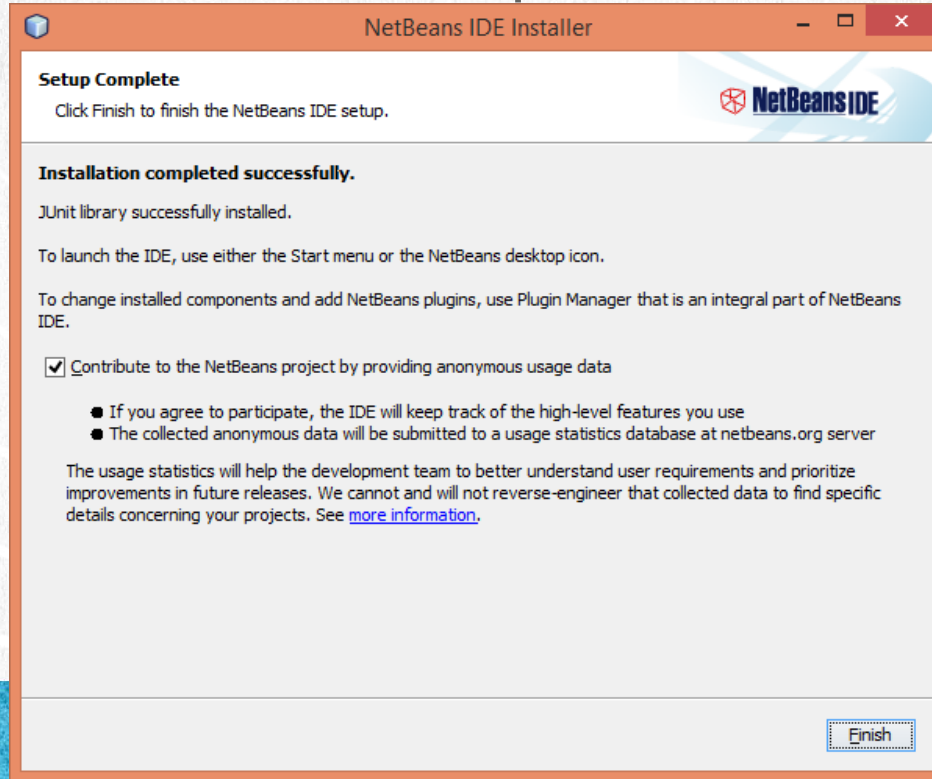 NetBeans IDE Installer
Setup Complete
Click Finish to finish the NetBeans IDE setup.
NetBeans IDE
Installation completed successfully.
JUnit library successfully installed.
To launch the IDE, use either the Start menu or the NetBeans desktop icon.
To change installed components and add NetBeans plugins, use Plugin Manager that is an integral part of NetBeans
IDE.
Contribute to the NetBeans project by providing anonymous usage data
If you agree to participate, the IDE will keep track of the high-level features you use
The collected anonymous data will be submitted to a usage statistics database at netbeans.org server
The usage statistics will help the development team to better understand user requirements and prioritize
improvements in future releases. We cannot and will not reverse-engineer that collected data to find specific
details concerning your projects. See more information.
Finish